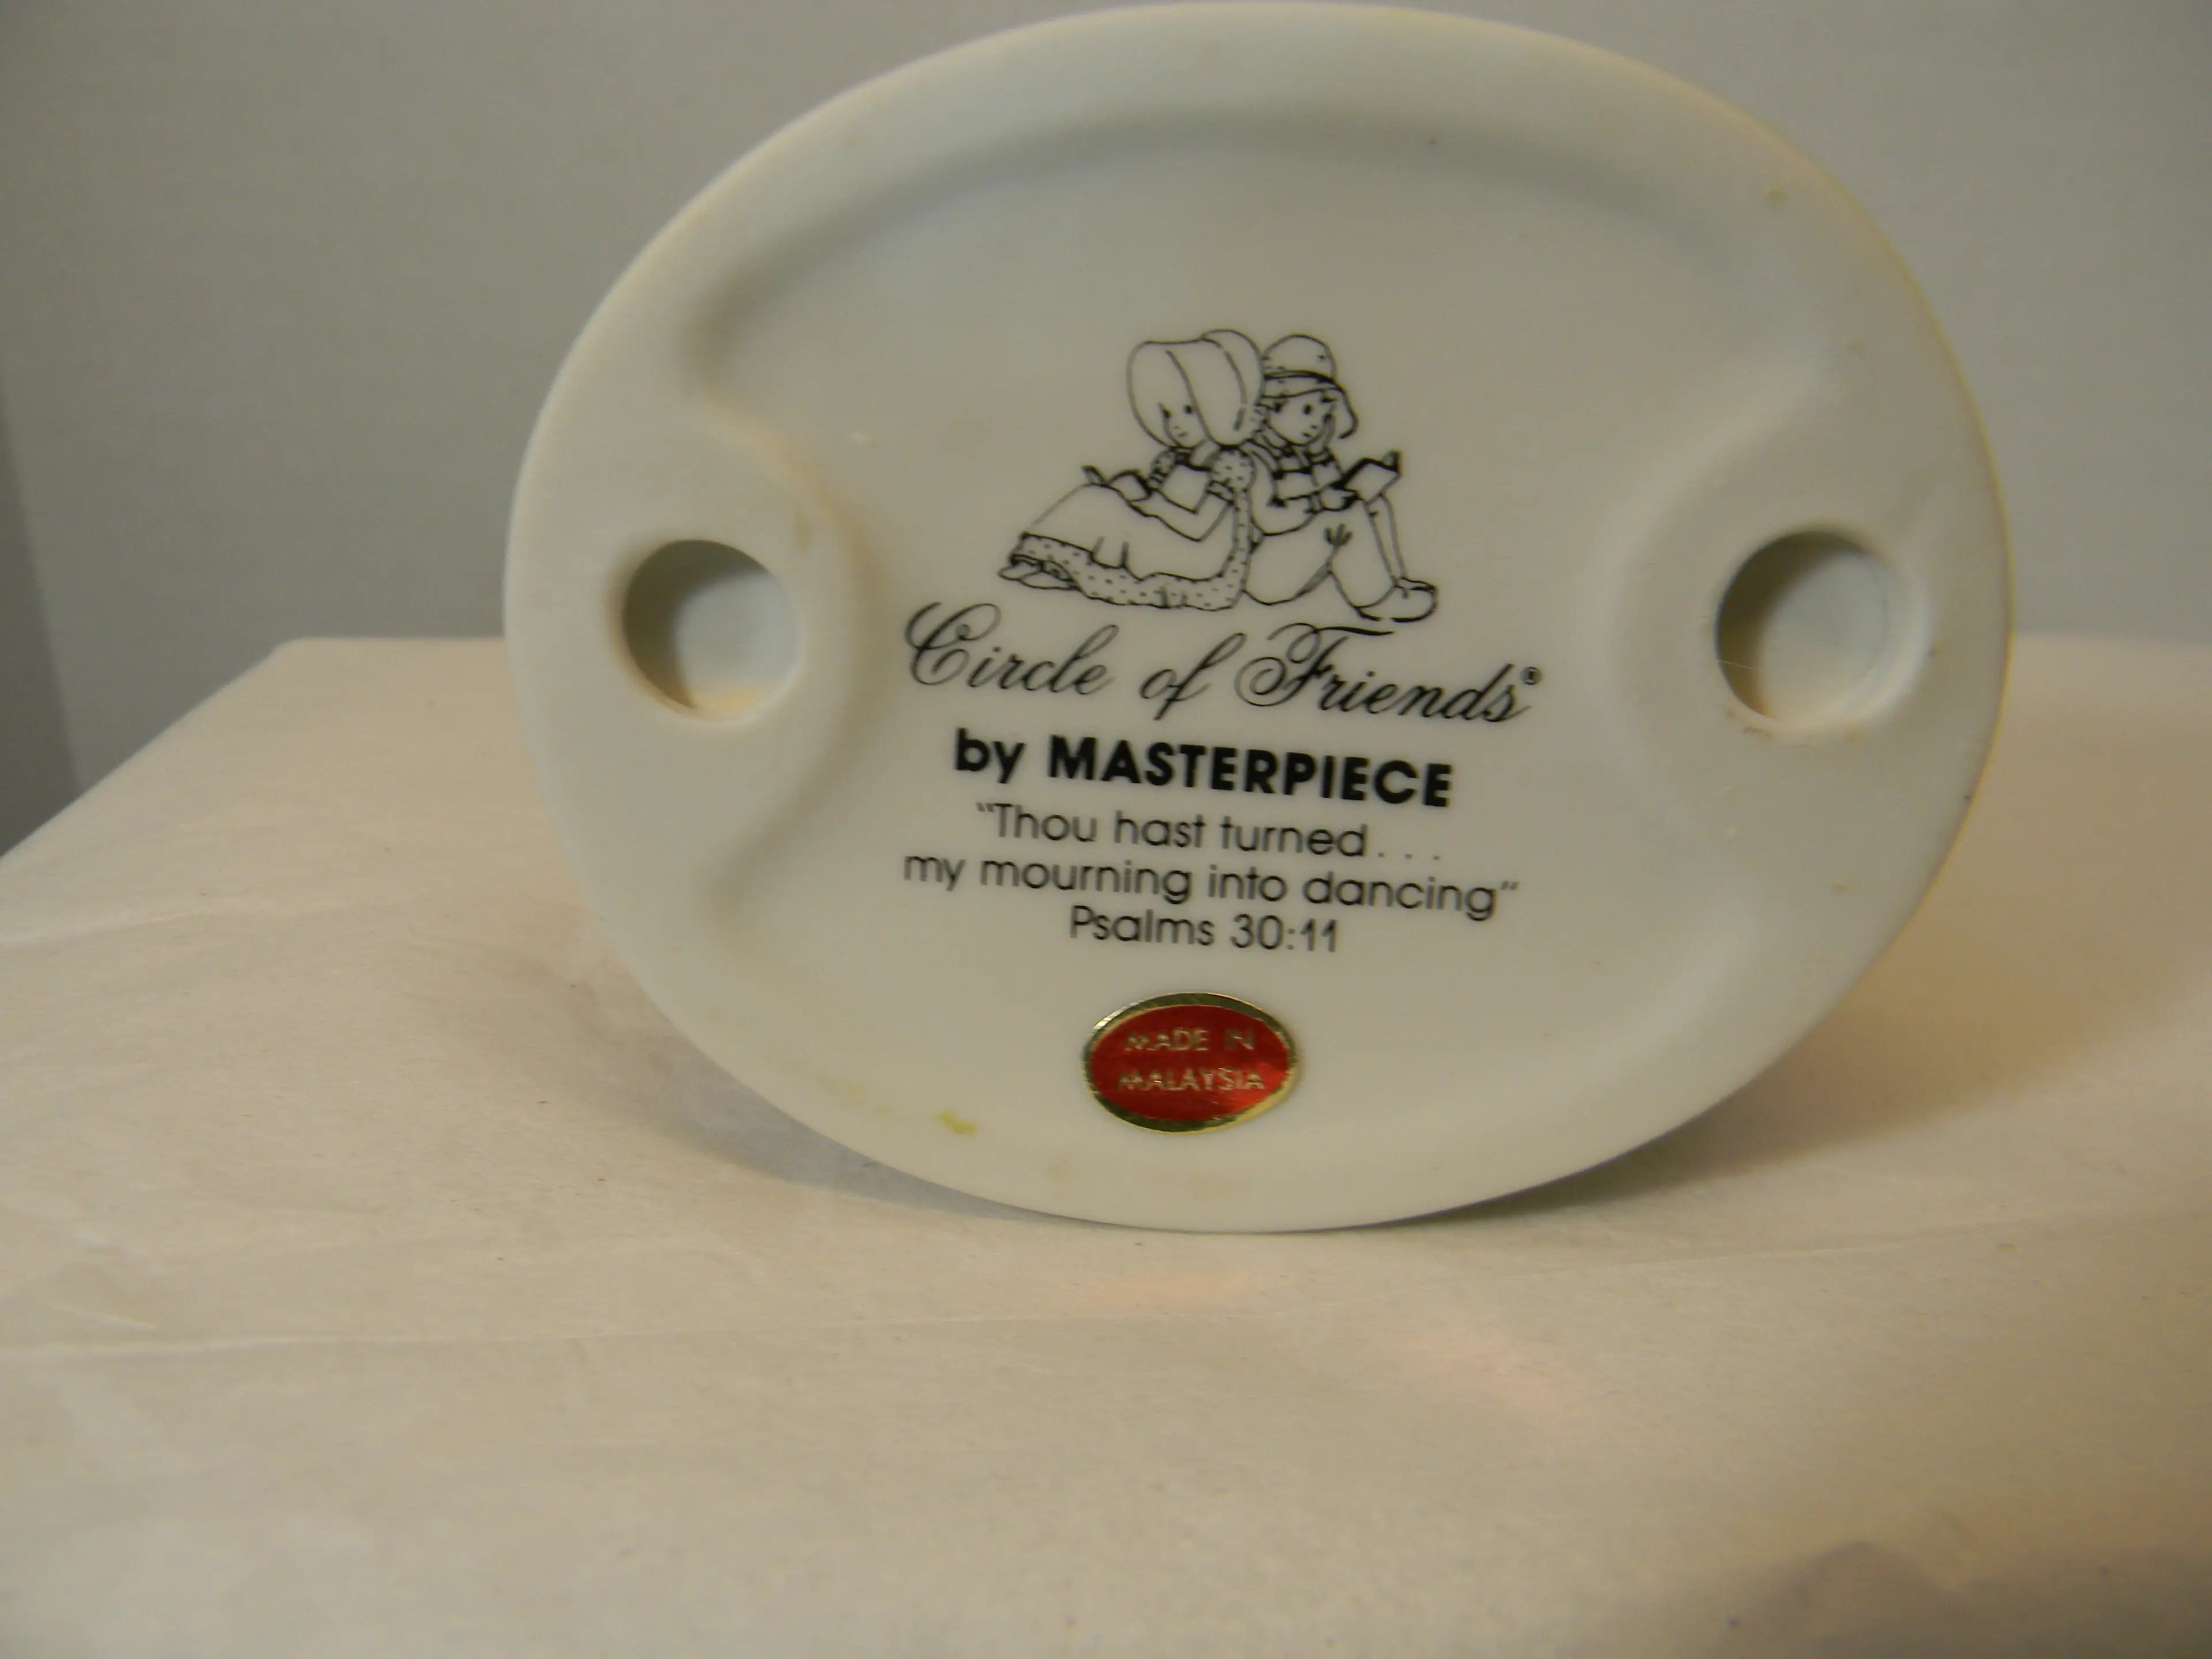 Circle of Friends®
by MASTERPIECE
"Thou hast turned...
my mourning into dancing"
Psalms 30:11
MADE IN
MALAYSIA